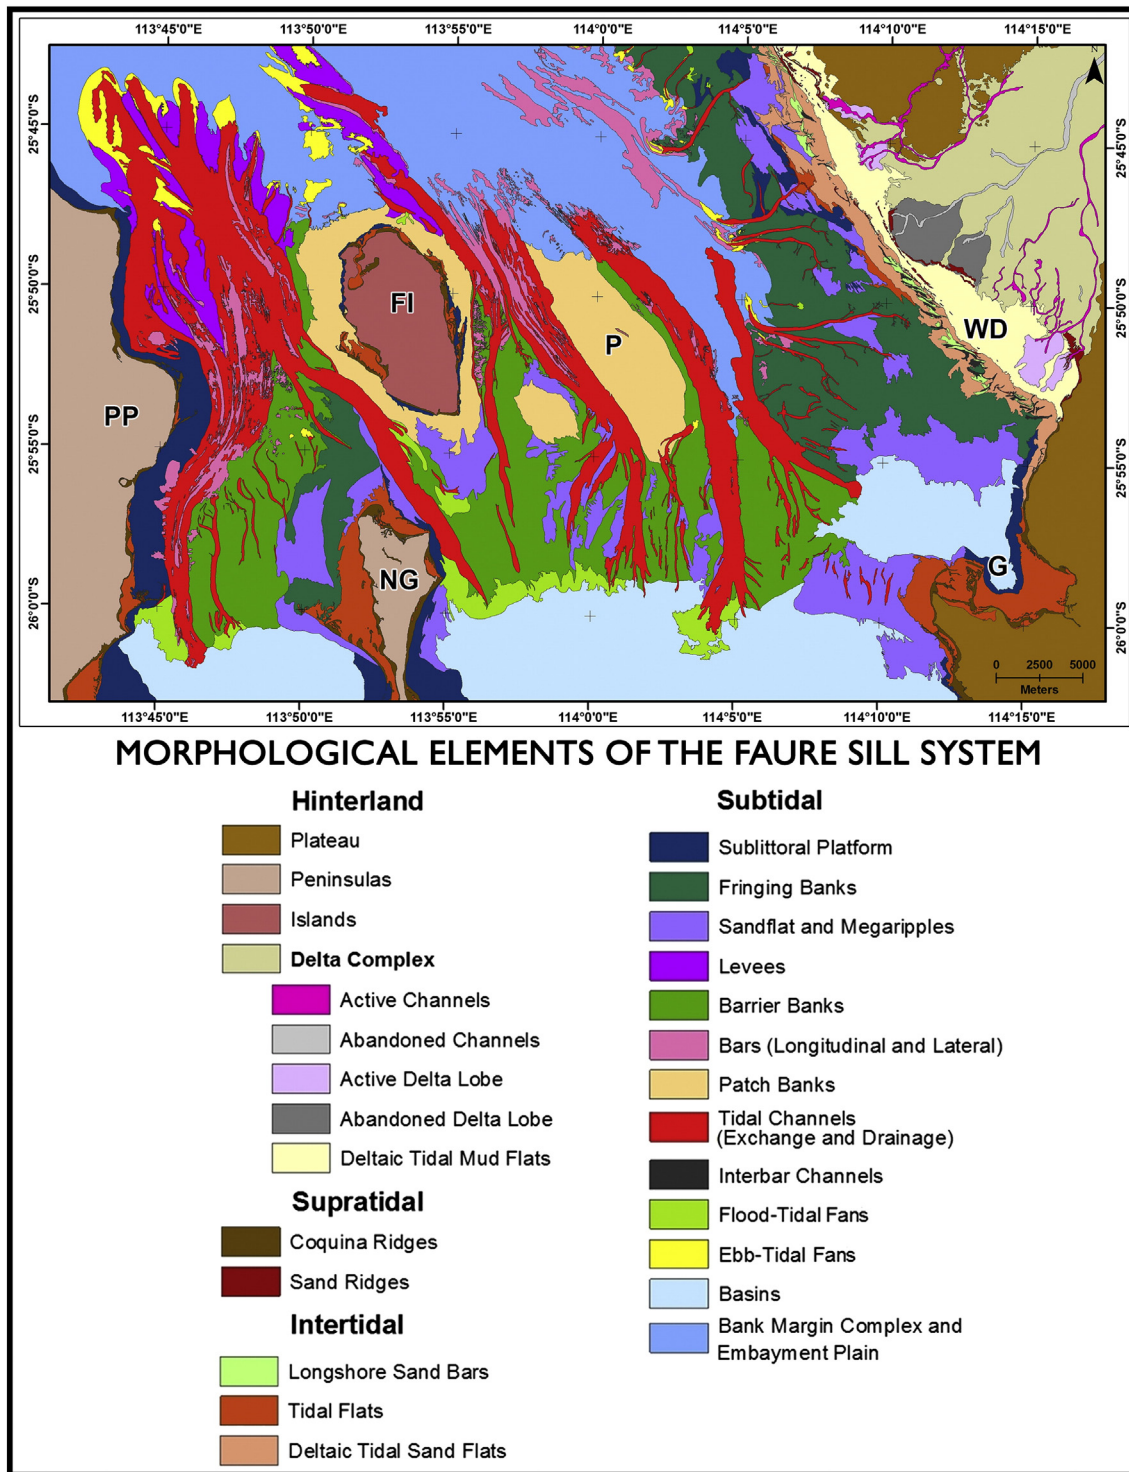 113°45'0"E 113°50'0"E 113°55'0"E 114°0'0"E 114°5'0"E 114°10'0"E 114°15'0"E
N
25°45'0"S 25°45'0"S
25°50'0"S FI 25°50'0"S
WD
P
PP
25°55'0"S 25°55'0"S
G
NG
26°0'0"S 26°0'0"S
0 2500 5000
Meters
113°45'0"E 113°50'0"E 113°55'0"E 114°0'0"E 114°5'0"E 114°10'0"E 114°15'0"E
MORPHOLOGICAL ELEMENTS OF THE FAURE SILL SYSTEM
Hinterland
Plateau
Peninsulas
Islands
Delta Complex
Active Channels
Abandoned Channels
Active Delta Lobe
Abandoned Delta Lobe
Deltaic Tidal Mud Flats
Supratidal
Coquina Ridges
Sand Ridges
Intertidal
Longshore Sand Bars
Tidal Flats
Deltaic Tidal Sand Flats
Subtidal
Sublittoral Platform
Fringing Banks
Sandflat and Megaripples
Levees
Barrier Banks
Bars (Longitudinal and Lateral)
Patch Banks
Tidal Channels
(Exchange and Drainage)
Interbar Channels
Flood-Tidal Fans
Ebb-Tidal Fans
Basins
Bank Margin Complex and
Embayment Plain